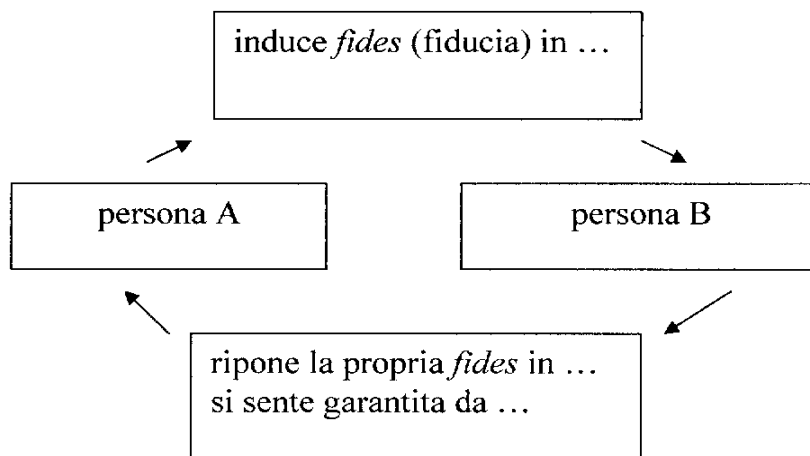 induce fides (fiducia) in …
persona A
persona B
ripone la propria fides in …
si sente garantita da …